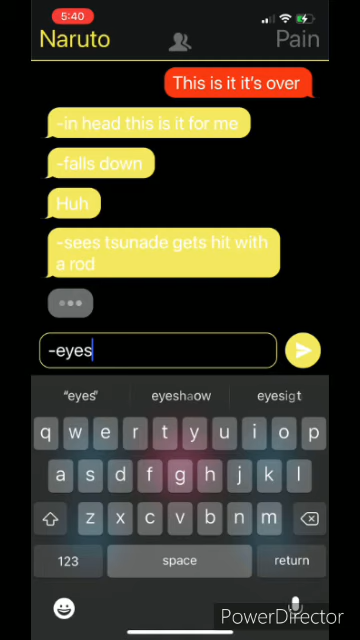 5:40
Naruto
Pain
This is it it's over
-in head this is it for me
-falls down
Huh
-sees tsunade gets hit with
a rod
-eyes
"eyes" eyeshaow eyesigt
q w e r t y u i o p
a s d f g h j k l
z x c v b n m
123 space return
PowerDirector